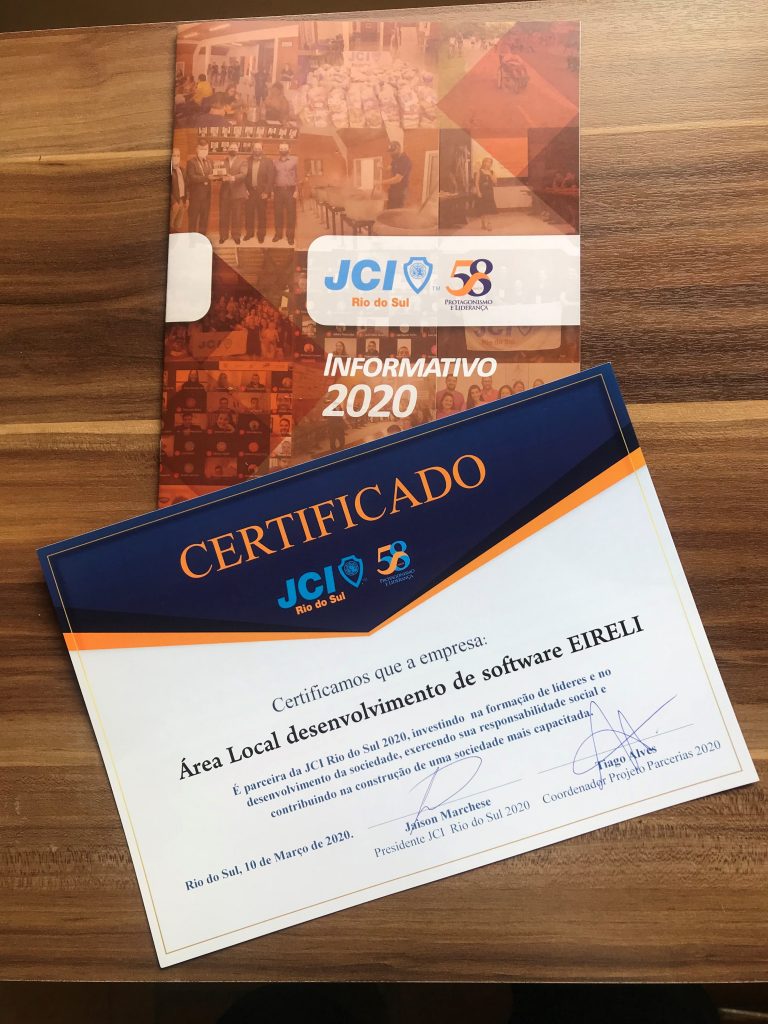 JCI
JCI TM 58
Rio do Sul
PROTAGONISMO
E LIDERANÇA
JCI
INFORMATIVO
2020
CERTIFICADO
JCI 58
Rio do Sul
PROTAGONISMO
E LIDERANÇA
Certificamos que a empresa:
Área Local desenvolvimento de software EIRELI
É parceira da JCI Rio do Sul 2020, investindo na formação de líderes e no
desenvolvimento da sociedade, exercendo sua responsabilidade social e
contribuindo na construção de uma sociedade mais capacitada.
Rio do Sul, 10 de Março de 2020.
Jaison Marchese
Presidente JCI Rio do Sul 2020
Tiago Alves
Coordenador Projeto Parcerias 2020